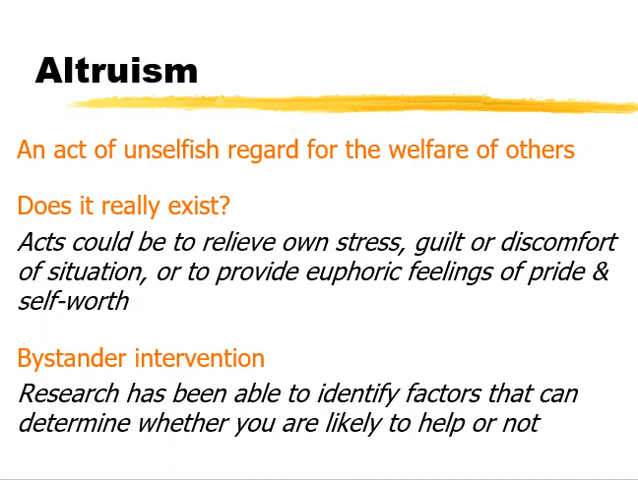 Altruism
An act of unselfish regard for the welfare of others
Does it really exist?
Acts could be to relieve own stress, guilt or discomfort
of situation, or to provide euphoric feelings of pride &
self-worth
Bystander intervention
Research has been able to identify factors that can
determine whether you are likely to help or not